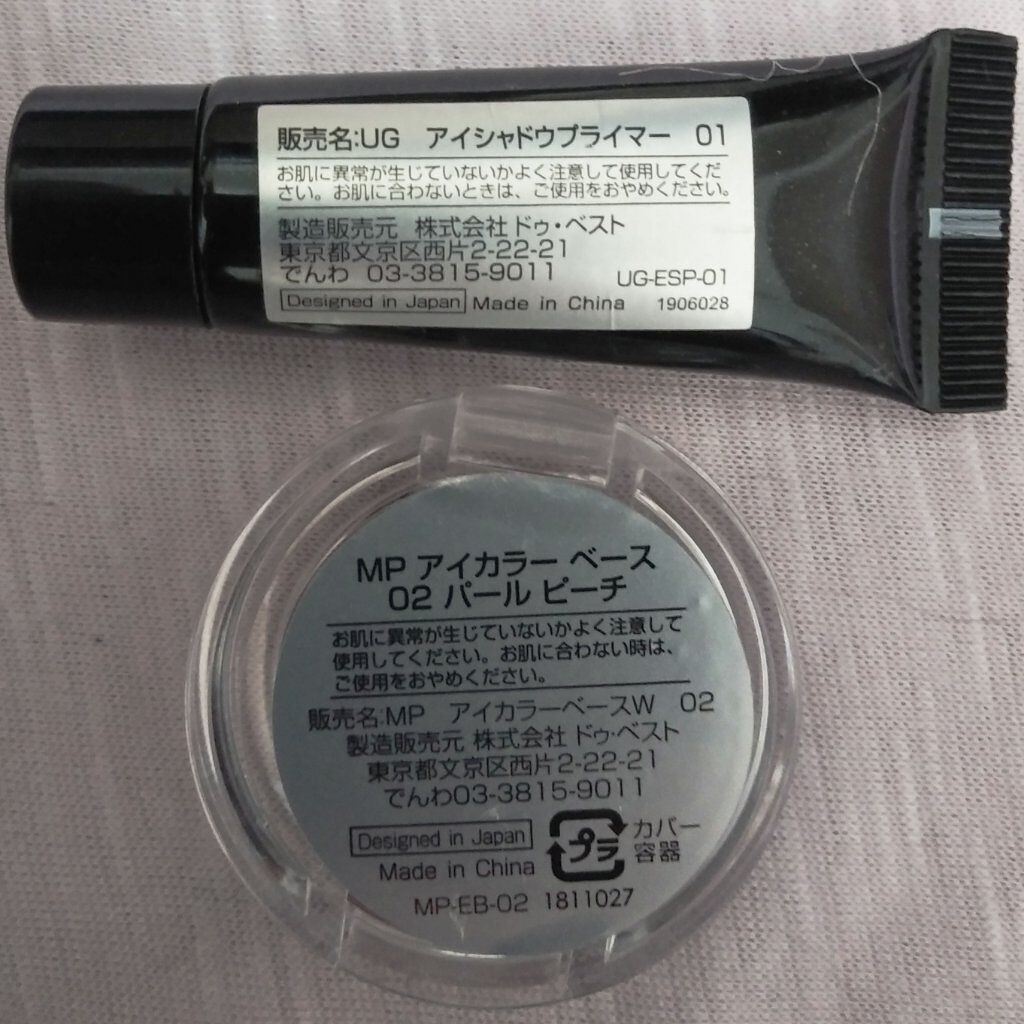 販売名:UG アイシャドウプライマー 01
お肌に異常が生じていないかよく注意して使用してくだ
さい。お肌に合わないときは、ご使用をおやめください。
製造販売元 株式会社 ドゥ・ベスト
東京都文京区西片2-22-21
でんわ 03-3815-9011
UG-ESP-01
Designed in Japan Made in China 1906028
MP アイカラー ベース
02 パール ピーチ
お肌に異常が生じていないかよく注意して
使用してください。お肌に合わない時は、
ご使用をおやめください。
販売名:MP アイカラーベースW 02
製造販売元 株式会社 ドゥ・ベスト
東京都文京区西片2-22-21
でんわ03-3815-9011
Designed in Japan
Made in China
プラ
カバー
容器
MP-EB-02 1811027